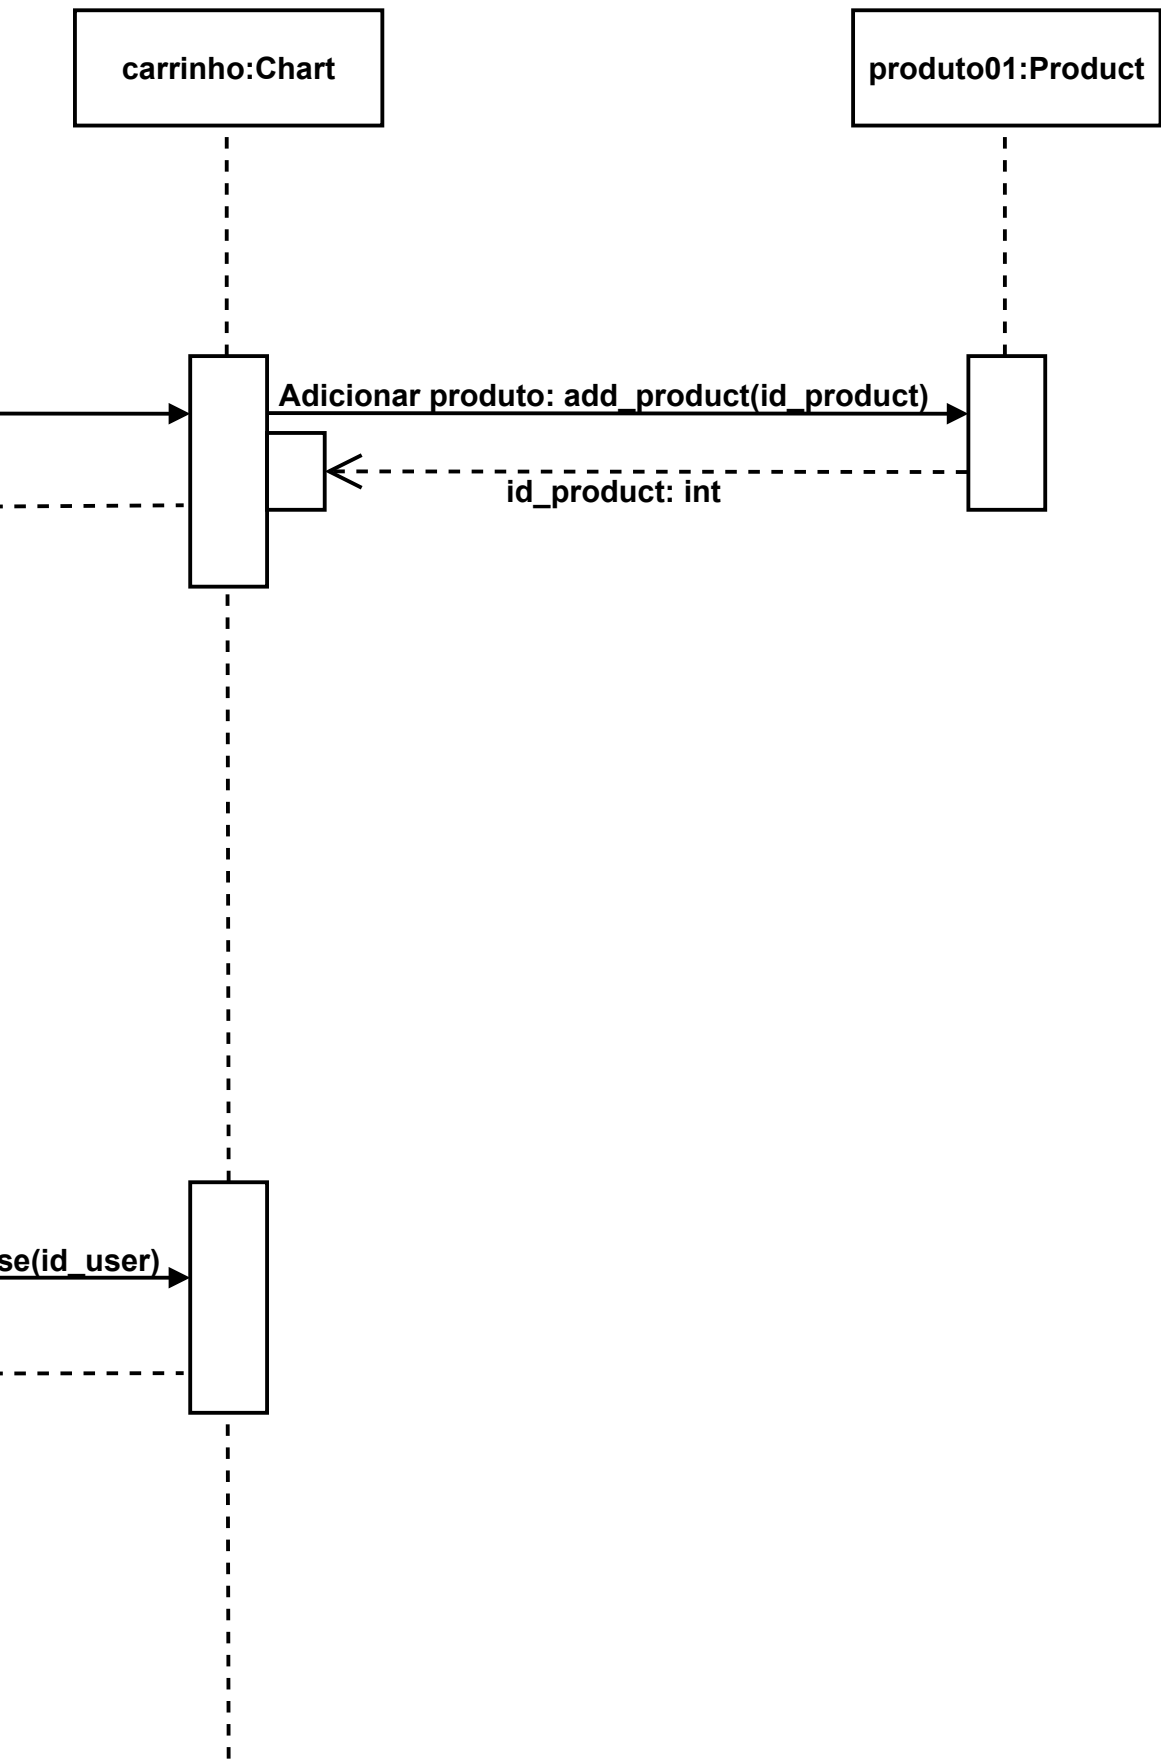 carrinho:Chart
produto01:Product
Adicionar produto: add_product(id_product)
id_product: int
se(id_user)